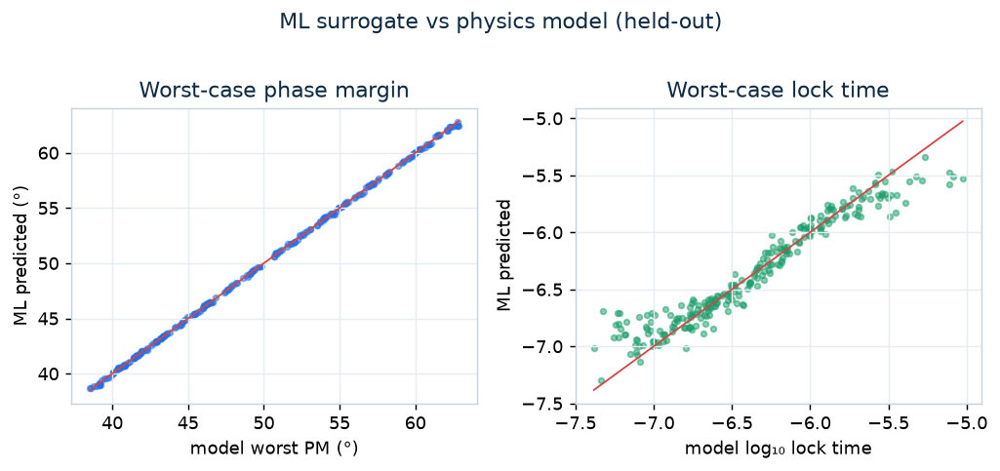 ML surrogate vs physics model (held-out)
Worst-case phase margin
ML predicted (°)
60
55
50
45
40
40 45 50 55 60
model worst PM (°)
Worst-case lock time
ML predicted
−5.0
−5.5
−6.0
−6.5
−7.0
−7.5
−7.5 −7.0 −6.5 −6.0 −5.5 −5.0
model log₁₀ lock time